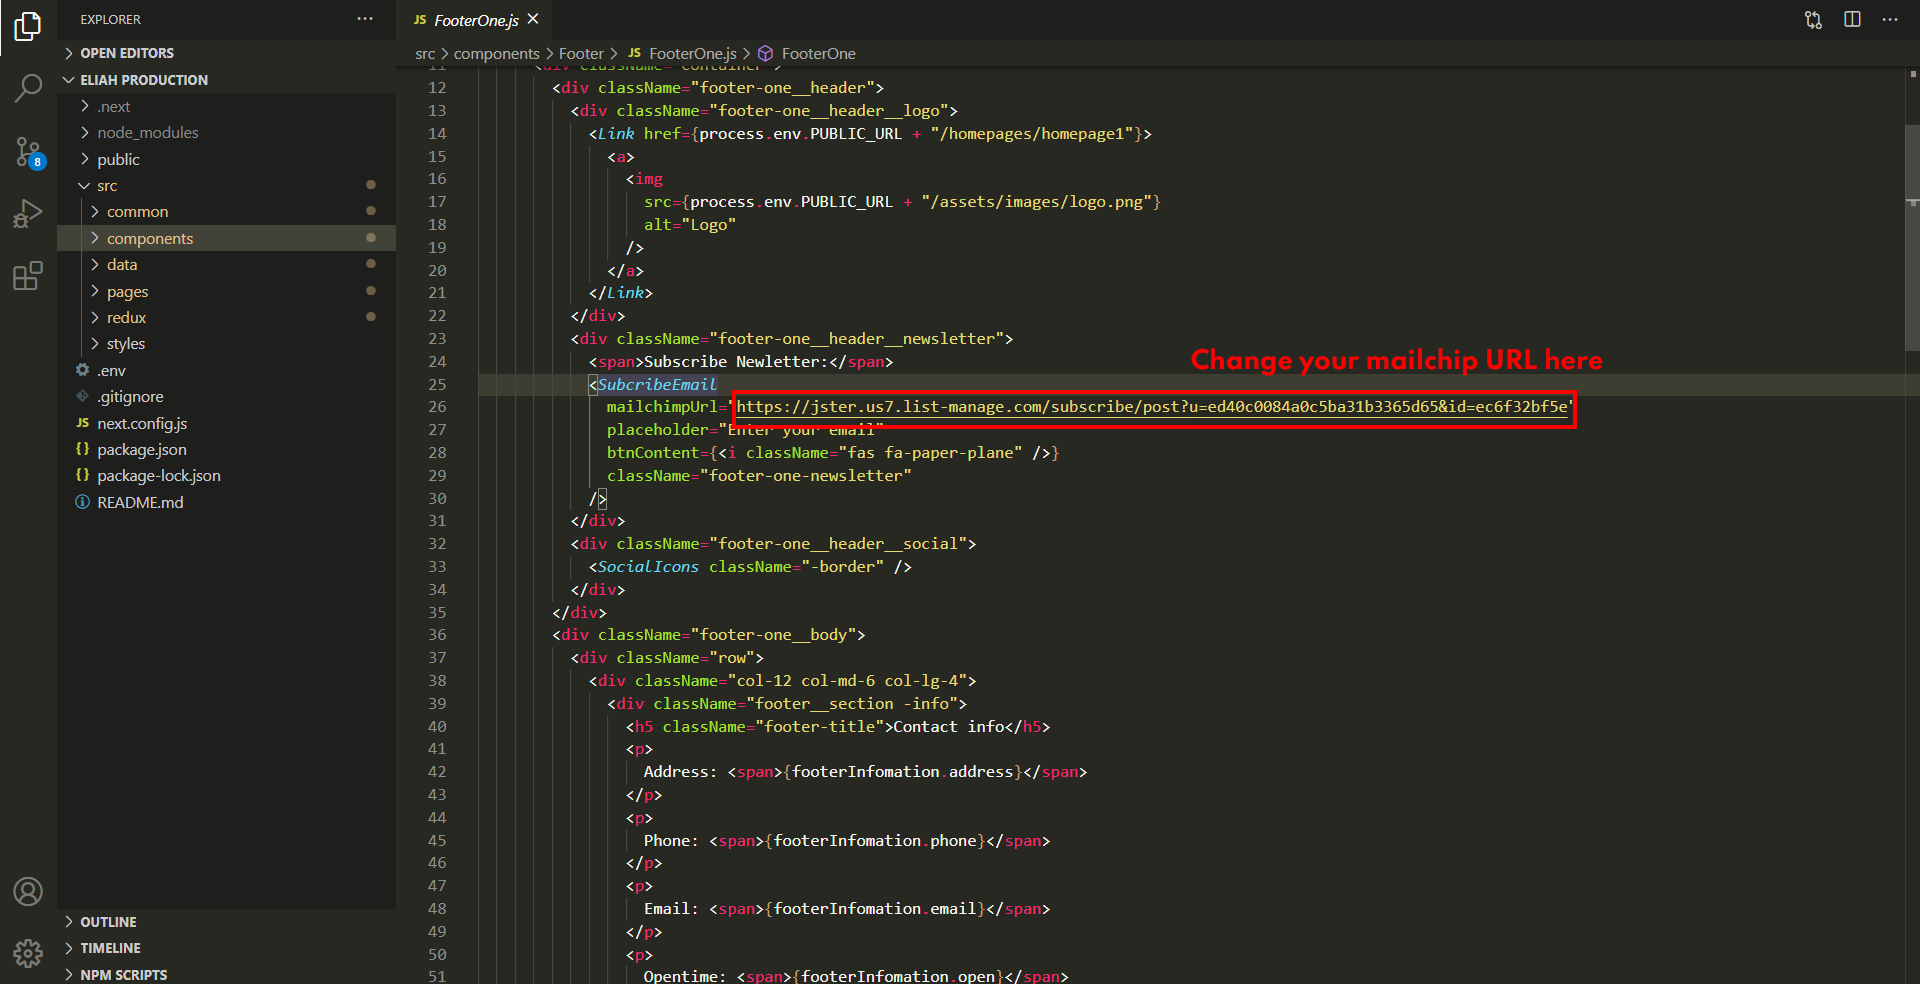 EXPLORER
OPEN EDITORS
ELIAH PRODUCTION
.next
node_modules
public
src
common
components
data
pages
redux
styles
.env
.gitignore
JS next.config.js
{} package.json
{} package-lock.json
README.md
OUTLINE
TIMELINE
NPM SCRIPTS
8
JS FooterOne.js
src > components > Footer > JS FooterOne.js > FooterOne
11 <div className="container">
12 <div className="footer-one__header">
13 <div className="footer-one__header__logo">
14 <Link href={process.env.PUBLIC_URL + "/homepages/homepage1"}>
15 <a>
16 <img
17 src={process.env.PUBLIC_URL + "/assets/images/logo.png"}
18 alt="Logo"
19 />
20 </a>
21 </Link>
22 </div>
23 <div className="footer-one__header__newsletter">
24 <span>Subscribe Newletter:</span>
Change your mailchip URL here
25 <SubcribeEmail
26 mailchimpUrl="https://jster.us7.list-manage.com/subscribe/post?u=ed40c0084a0c5ba31b3365d65&id=ec6f32bf5e"
27 placeholder="Enter your email"
28 btnContent={<i className="fas fa-paper-plane" />}
29 className="footer-one-newsletter"
30 />
31 </div>
32 <div className="footer-one__header__social">
33 <SocialIcons className="-border" />
34 </div>
35 </div>
36 <div className="footer-one__body">
37 <div className="row">
38 <div className="col-12 col-md-6 col-lg-4">
39 <div className="footer__section -info">
40 <h5 className="footer-title">Contact info</h5>
41 <p>
42 Address: <span>{footerInfomation.address}</span>
43 </p>
44 <p>
45 Phone: <span>{footerInfomation.phone}</span>
46 </p>
47 <p>
48 Email: <span>{footerInfomation.email}</span>
49 </p>
50 <p>
51 Opentime: <span>{footerInfomation.open}</span>